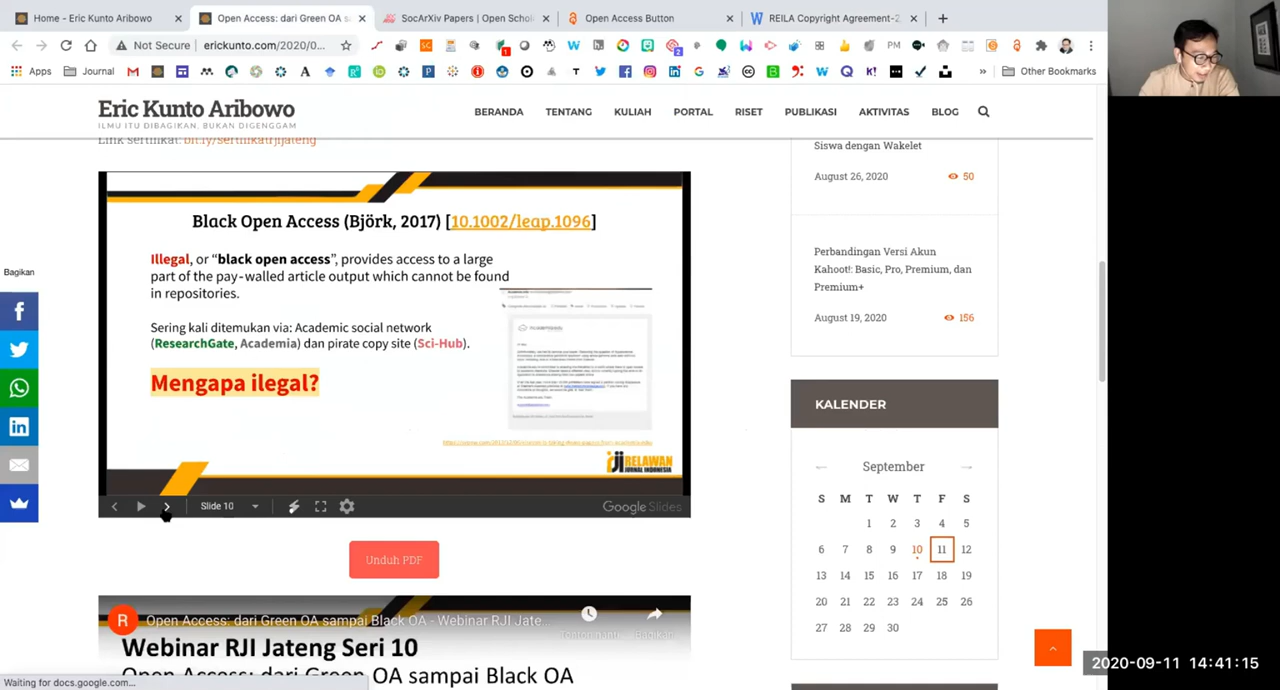 Home - Eric Kunto Aribowo
Open Access: dari Green OA sa
SocArXiv Papers | Open Schol
Open Access Button
REILA Copyright Agreement-2.
Not Secure
erickunto.com/2020/0...
Apps
Journal
Other Bookmarks
Eric Kunto Aribowo
ILMU ITU DIBAGIKAN, BUKAN DIGENGGAM
BERANDA
TENTANG
KULIAH
PORTAL
RISET
PUBLIKASI
AKTIVITAS
BLOG
Link sertifikat: bit.ly/sertifikatrjijateng
Bagikan
Black Open Access (Björk, 2017) [10.1002/leap.1096]
Illegal, or “black open access”, provides access to a large
part of the pay-walled article output which cannot be found
in repositories.
Sering kali ditemukan via: Academic social network
(ResearchGate, Academia) dan pirate copy site (Sci-Hub).
Mengapa ilegal?
RELAWAN
JURNAL INDONESIA
Slide 10
Google Slides
Unduh PDF
R
Open Access: dari Green OA sampai Black OA - Webinar RJI Jate...
Tonton nanti
Bagikan
Webinar RJI Jateng Seri 10
Open Access: dari Green OA sampai Black OA
Siswa dengan Wakelet
August 26, 2020
50
Perbandingan Versi Akun
Kahoot!: Basic, Pro, Premium, dan
Premium+
August 19, 2020
156
KALENDER
September
S M T W T F S
1 2 3 4 5
6 7 8 9 10 11 12
13 14 15 16 17 18 19
20 21 22 23 24 25 26
27 28 29 30
Waiting for docs.google.com...
2020-09-11 14:41:15